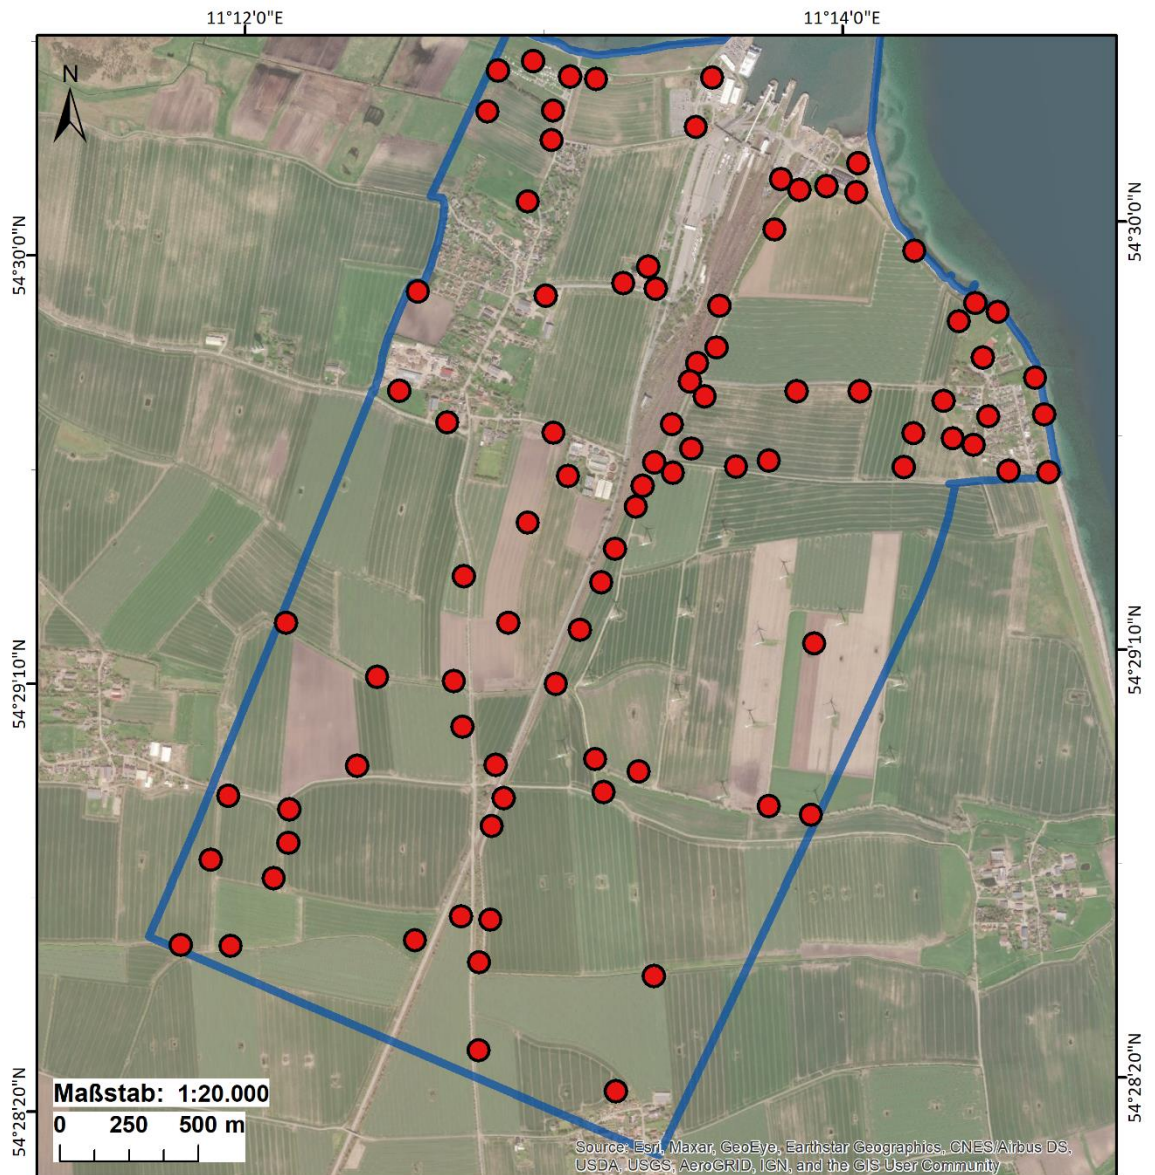 11°12'0"E
11°14'0"E
N
54°30'0"N
54°30'0"N
54°29'10"N
54°29'10"N
54°28'20"N
54°28'20"N
Maßstab: 1:20.000
0 250 500 m
Source: Esri, Maxar, GeoEye, Earthstar Geographics, CNES/Airbus DS,
USDA, USGS, AeroGRID, IGN, and the GIS User Community